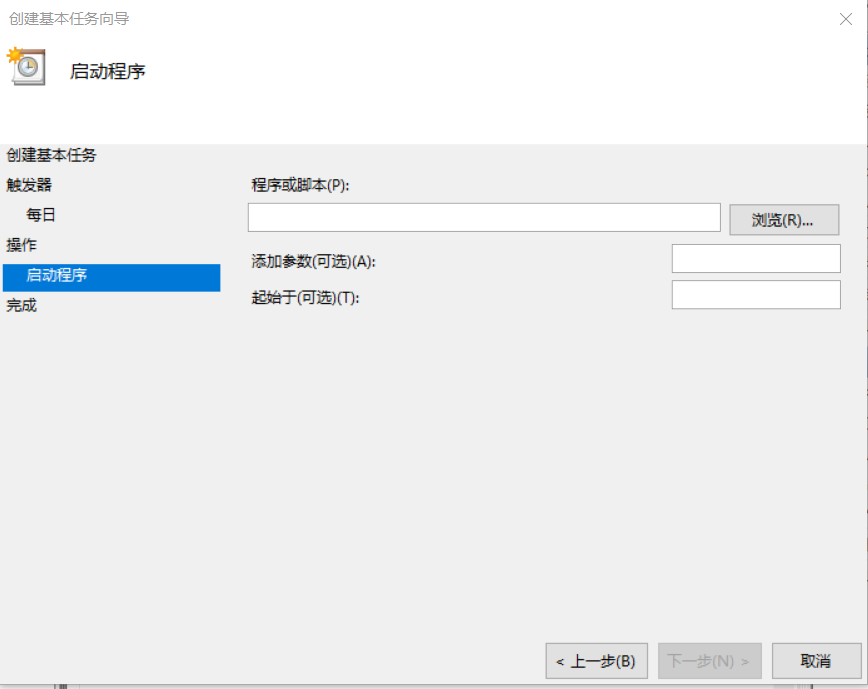 创建基本任务向导
启动程序
创建基本任务
触发器
每日
操作
启动程序
完成
程序或脚本(P):
浏览(R)...
添加参数(可选)(A):
起始于(可选)(T):
< 上一步(B)
下一步(N) >
取消